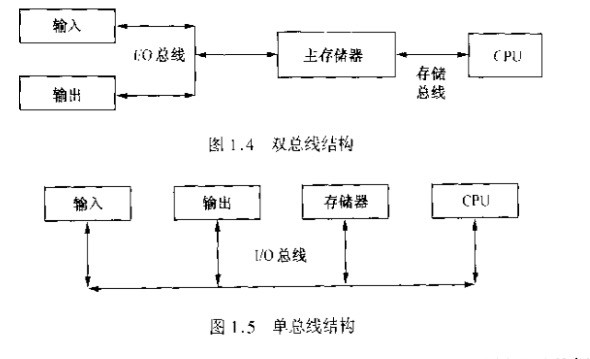 输入
I/O 总线
主存储器
CPU
存储
总线
输出
图 1.4 双总线结构
输入
输出
存储器
CPU
I/O 总线
图 1.5 单总线结构